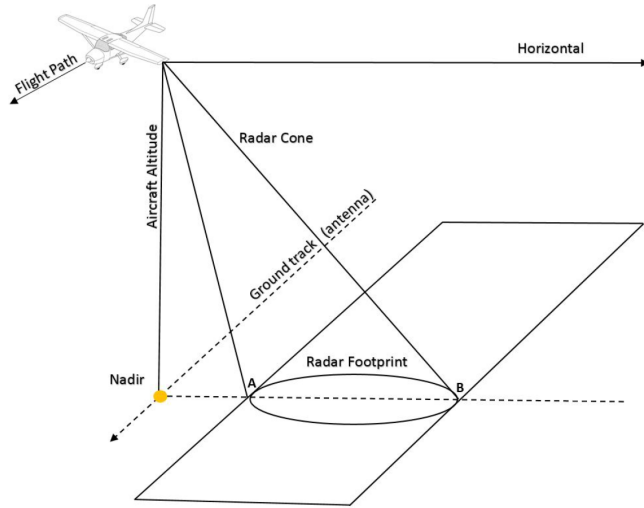 Horizontal
Flight Path
Radar Cone
Aircraft Altitude
Ground track (antenna)
Nadir
A
Radar Footprint
B